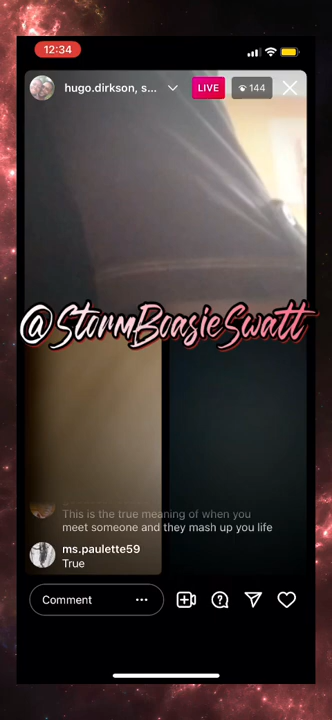 12:34
hugo.dirkson, s...
LIVE
144
@StormBoasieSwatt
This is the true meaning of when you
meet someone and they mash up you life
ms.paulette59
True
Comment